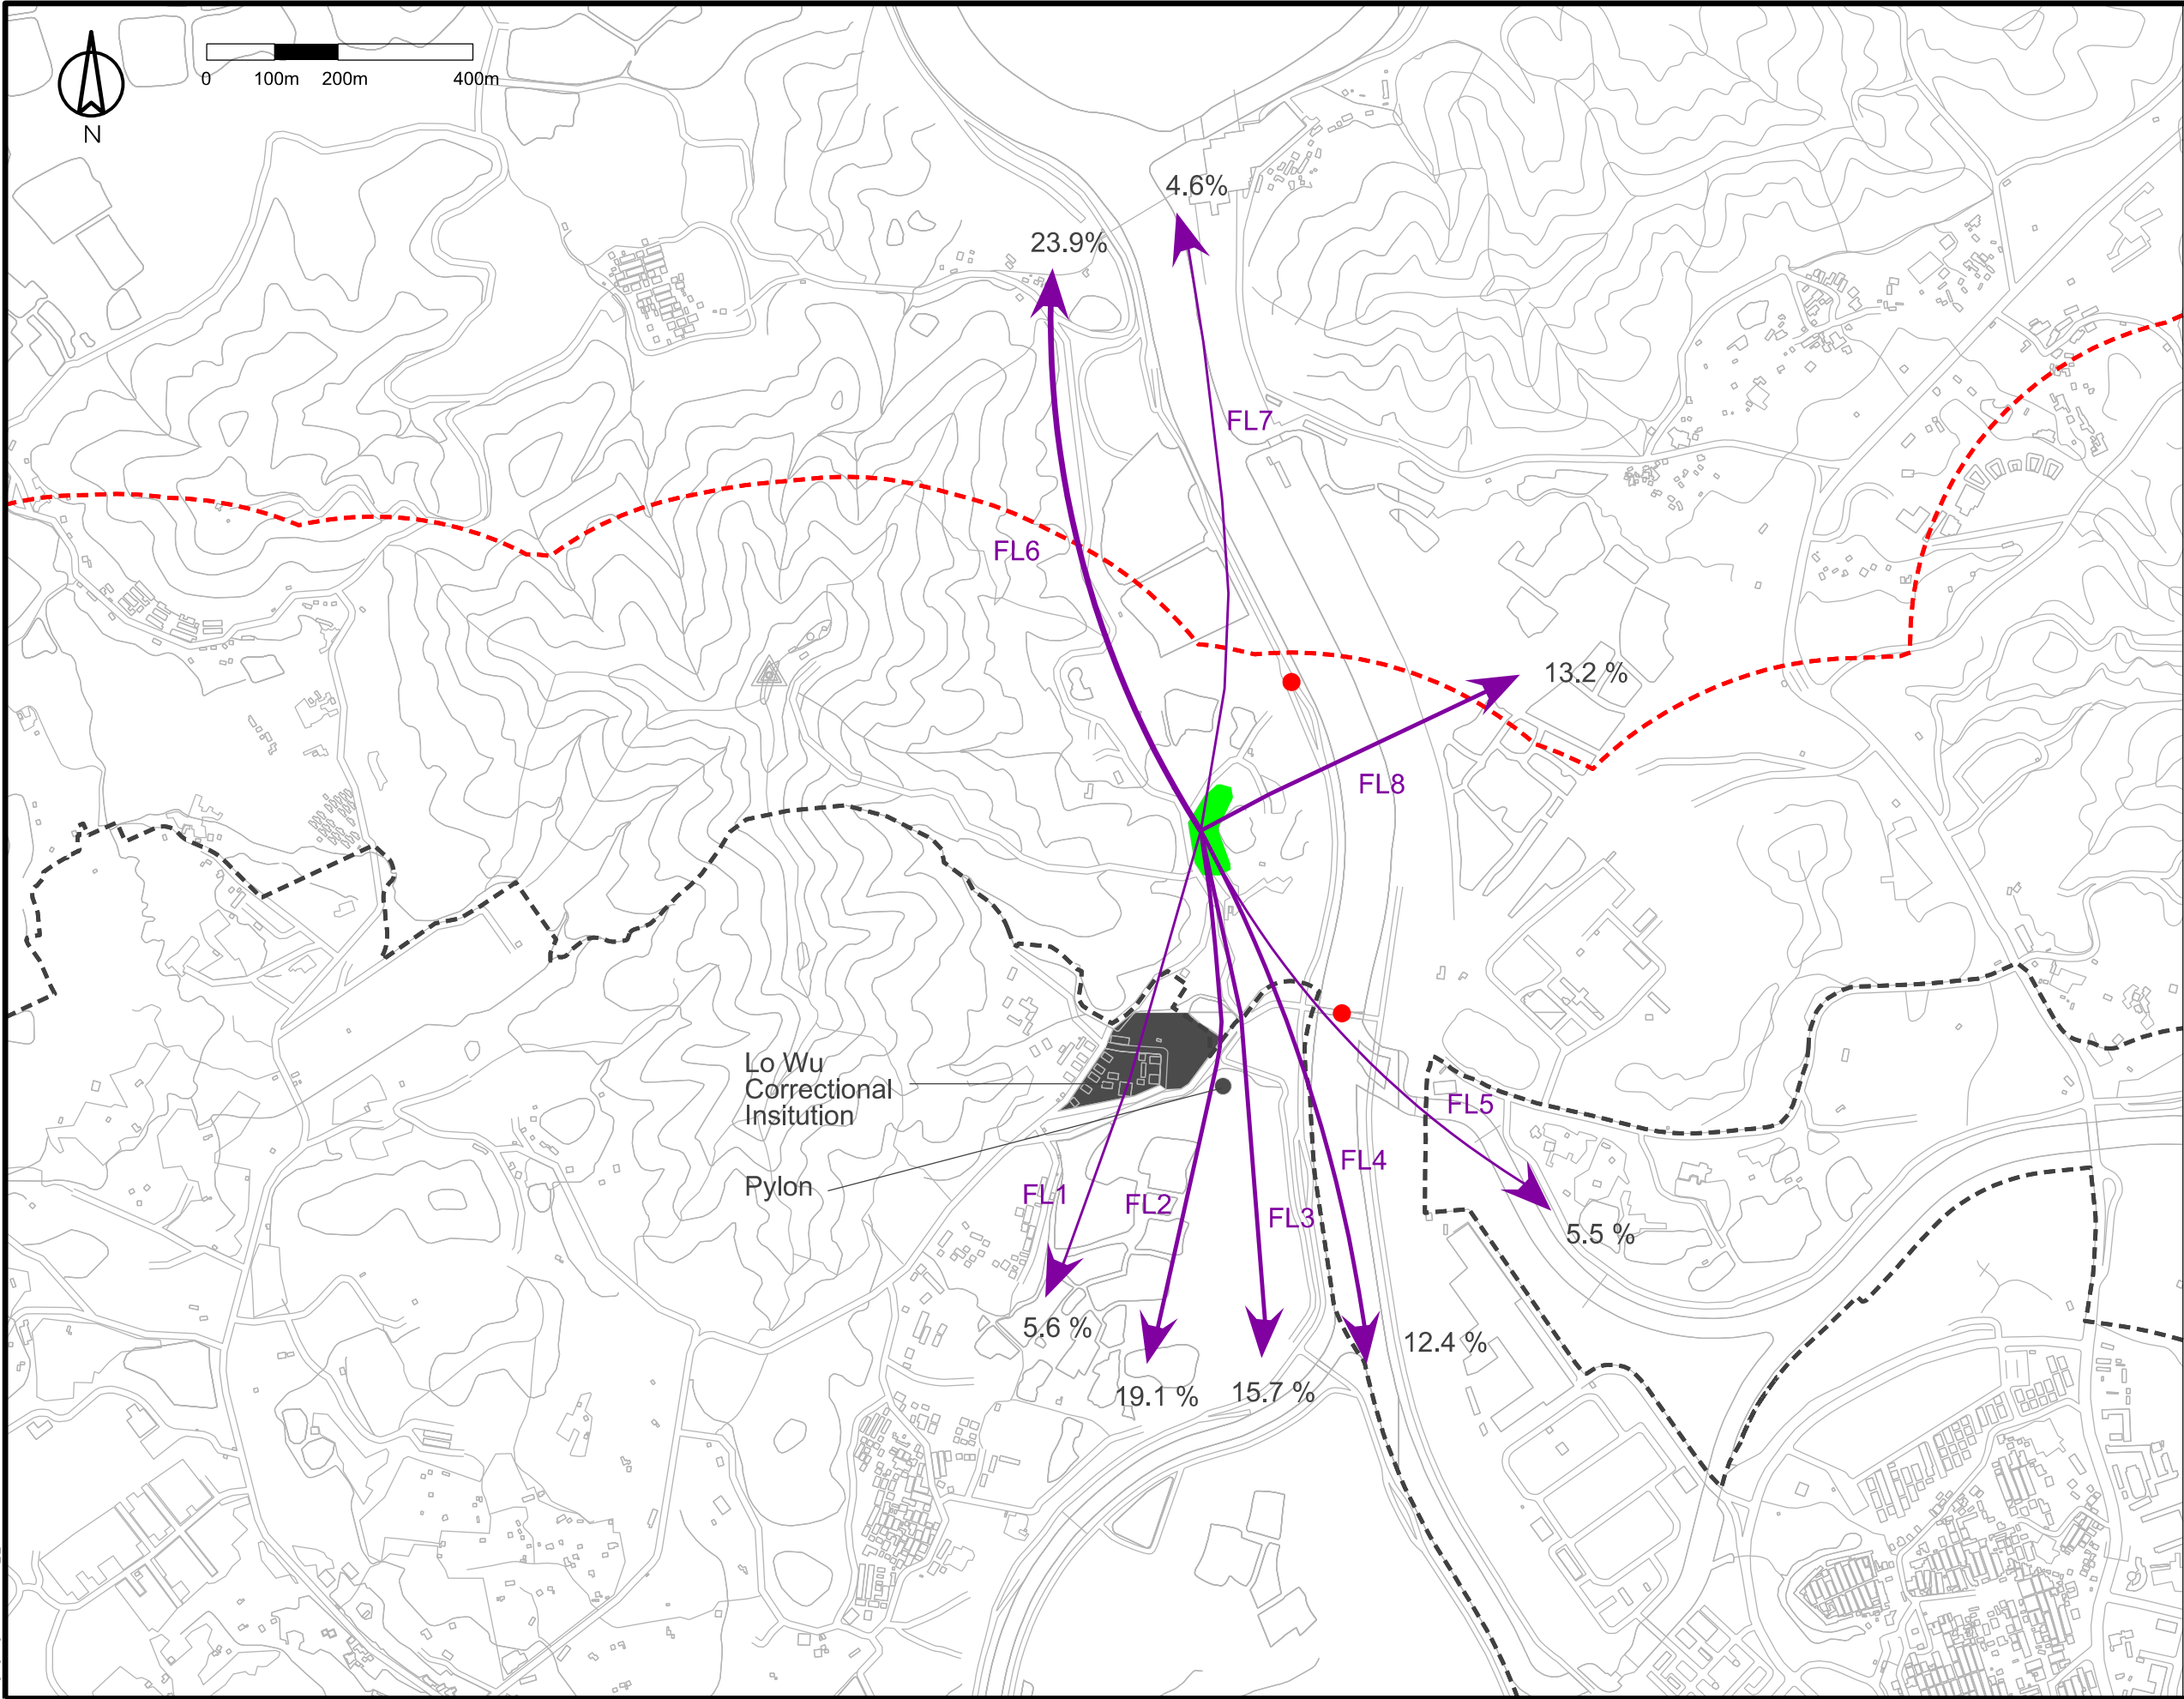 0 100m 200m 400m
N
4.6%
23.9%
FL7
FL6
13.2 %
FL8
Lo Wu
Correctional
Insitution
FL5
FL4
Pylon
FL1
FL2
FL3
5.5 %
5.6 %
12.4 %
19.1 %
15.7 %